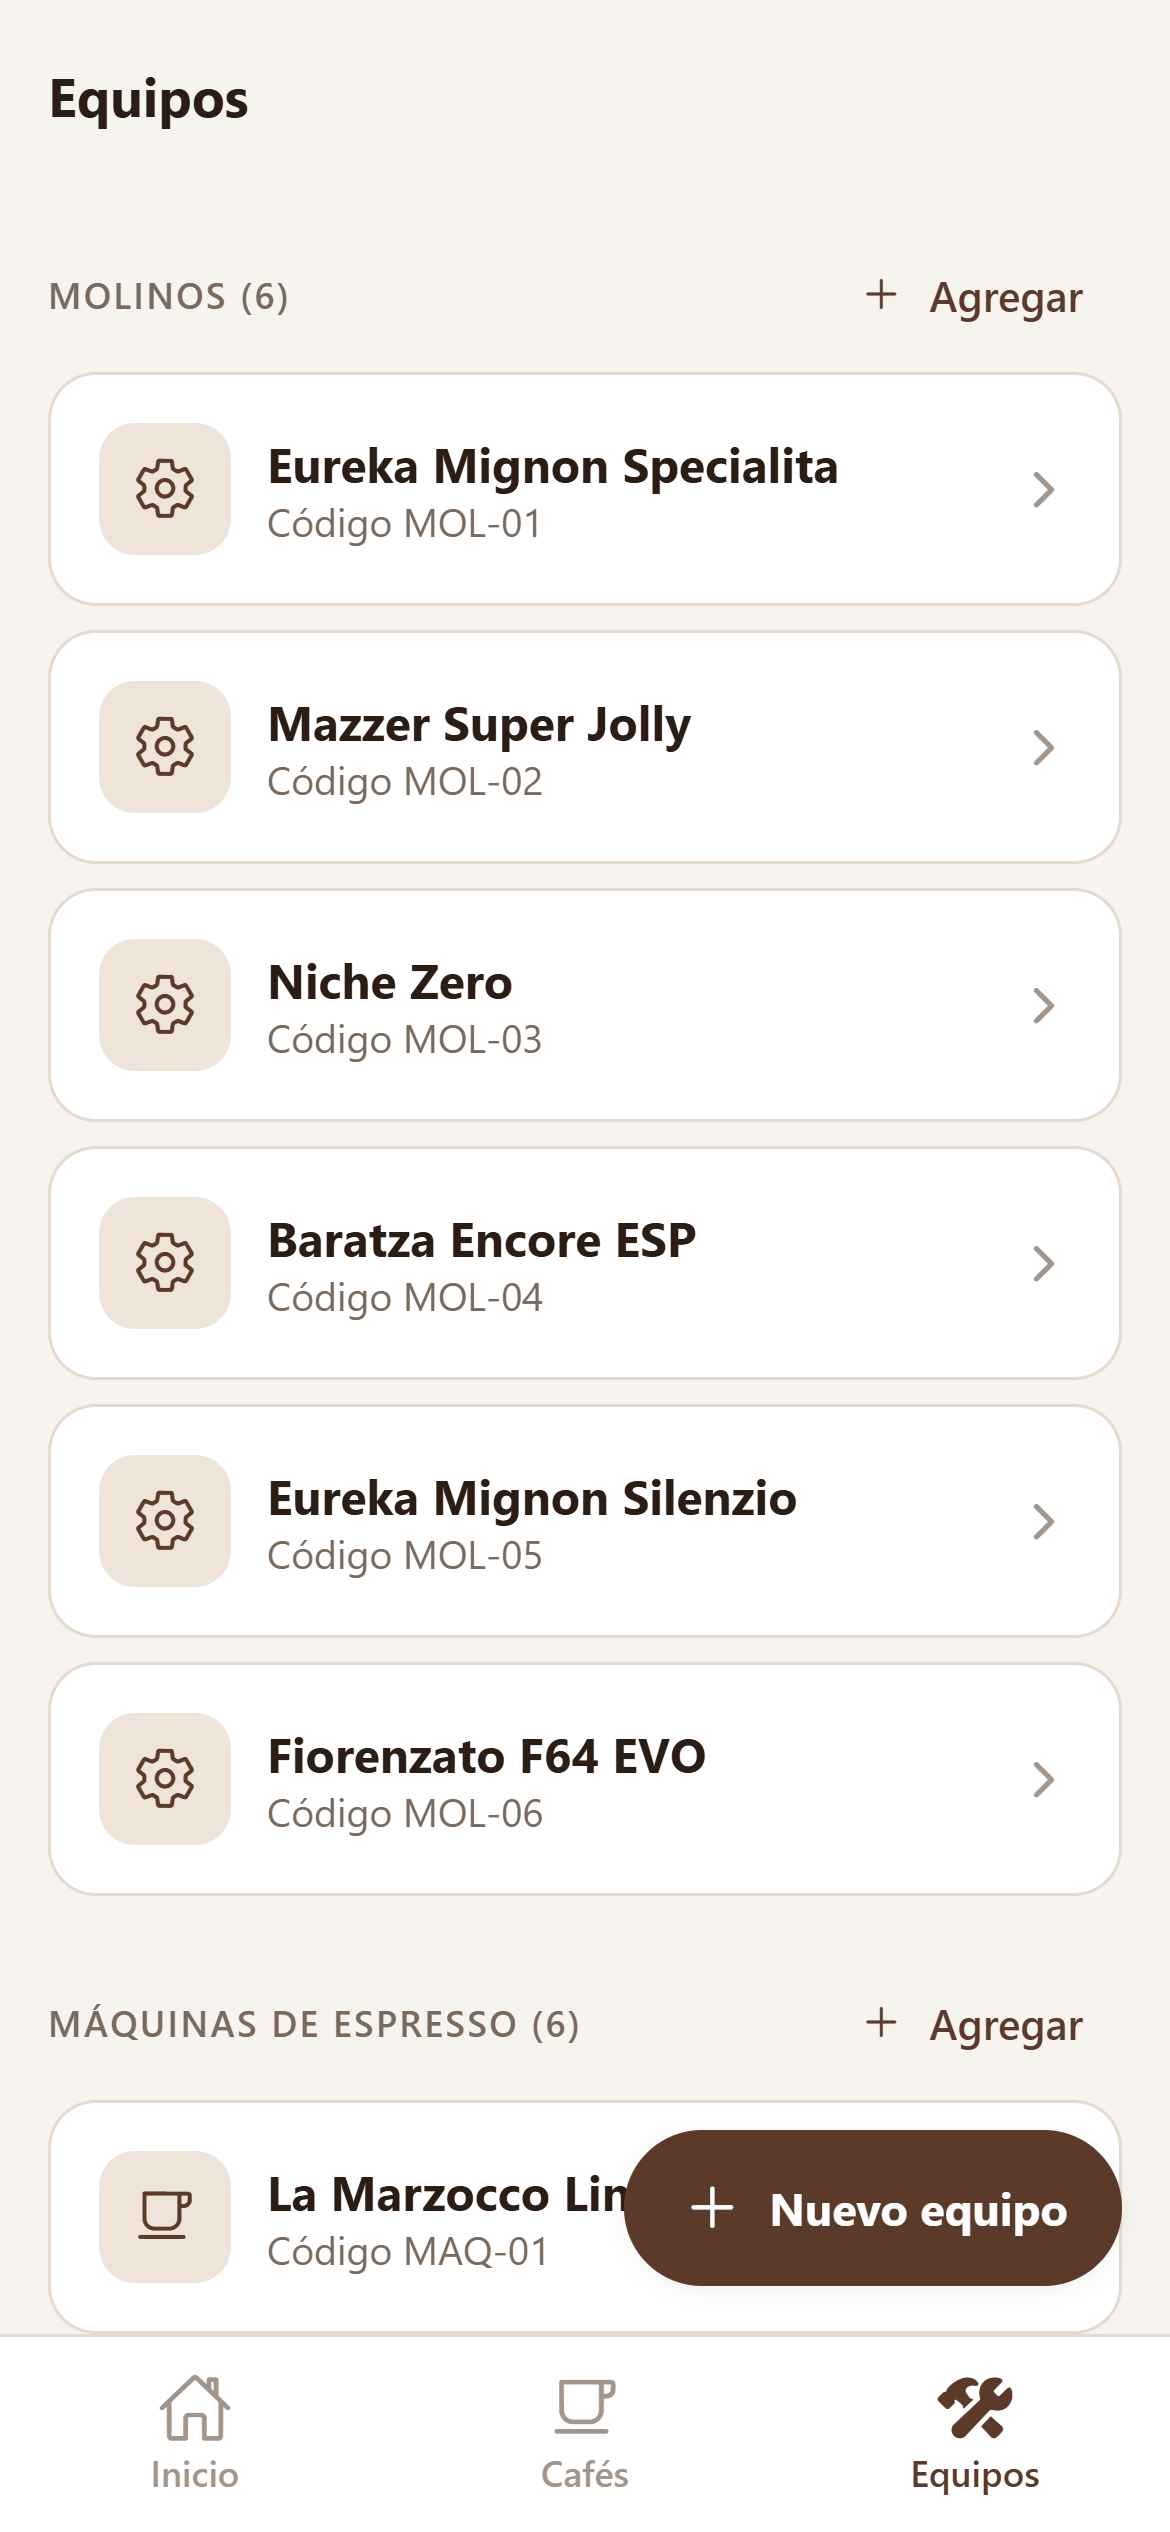 Equipos
MOLINOS (6)
Agregar
Eureka Mignon Specialita
Código MOL-01
Mazzer Super Jolly
Código MOL-02
Niche Zero
Código MOL-03
Baratza Encore ESP
Código MOL-04
Eureka Mignon Silenzio
Código MOL-05
Fiorenzato F64 EVO
Código MOL-06
MÁQUINAS DE ESPRESSO (6)
Agregar
La Marzocco
Código MAQ-01
Nuevo equipo
Inicio
Cafés
Equipos